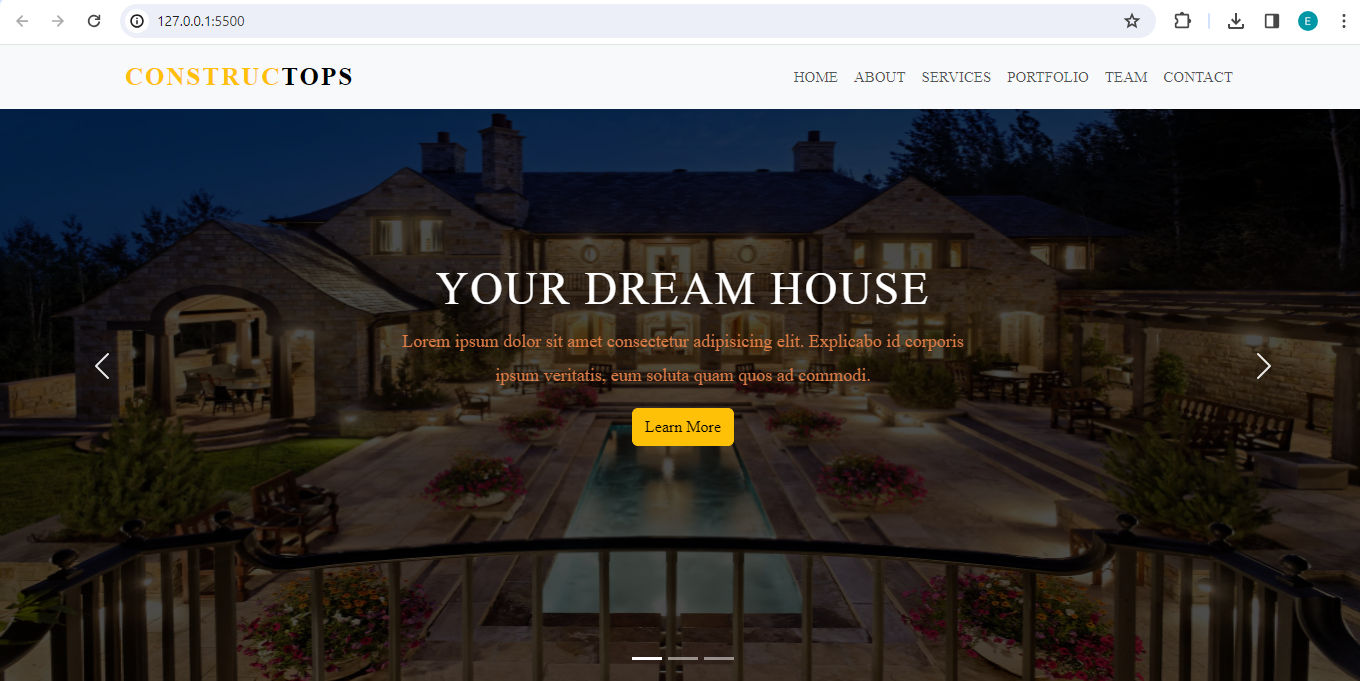 127.0.0.1:5500
E
CONSTRUCTOPS
HOME ABOUT SERVICES PORTFOLIO TEAM CONTACT
YOUR DREAM HOUSE
Lorem ipsum dolor sit amet consectetur adipisicing elit. Explicabo id corporis
ipsum veritatis, eum soluta quam quos ad commodi.
Learn More